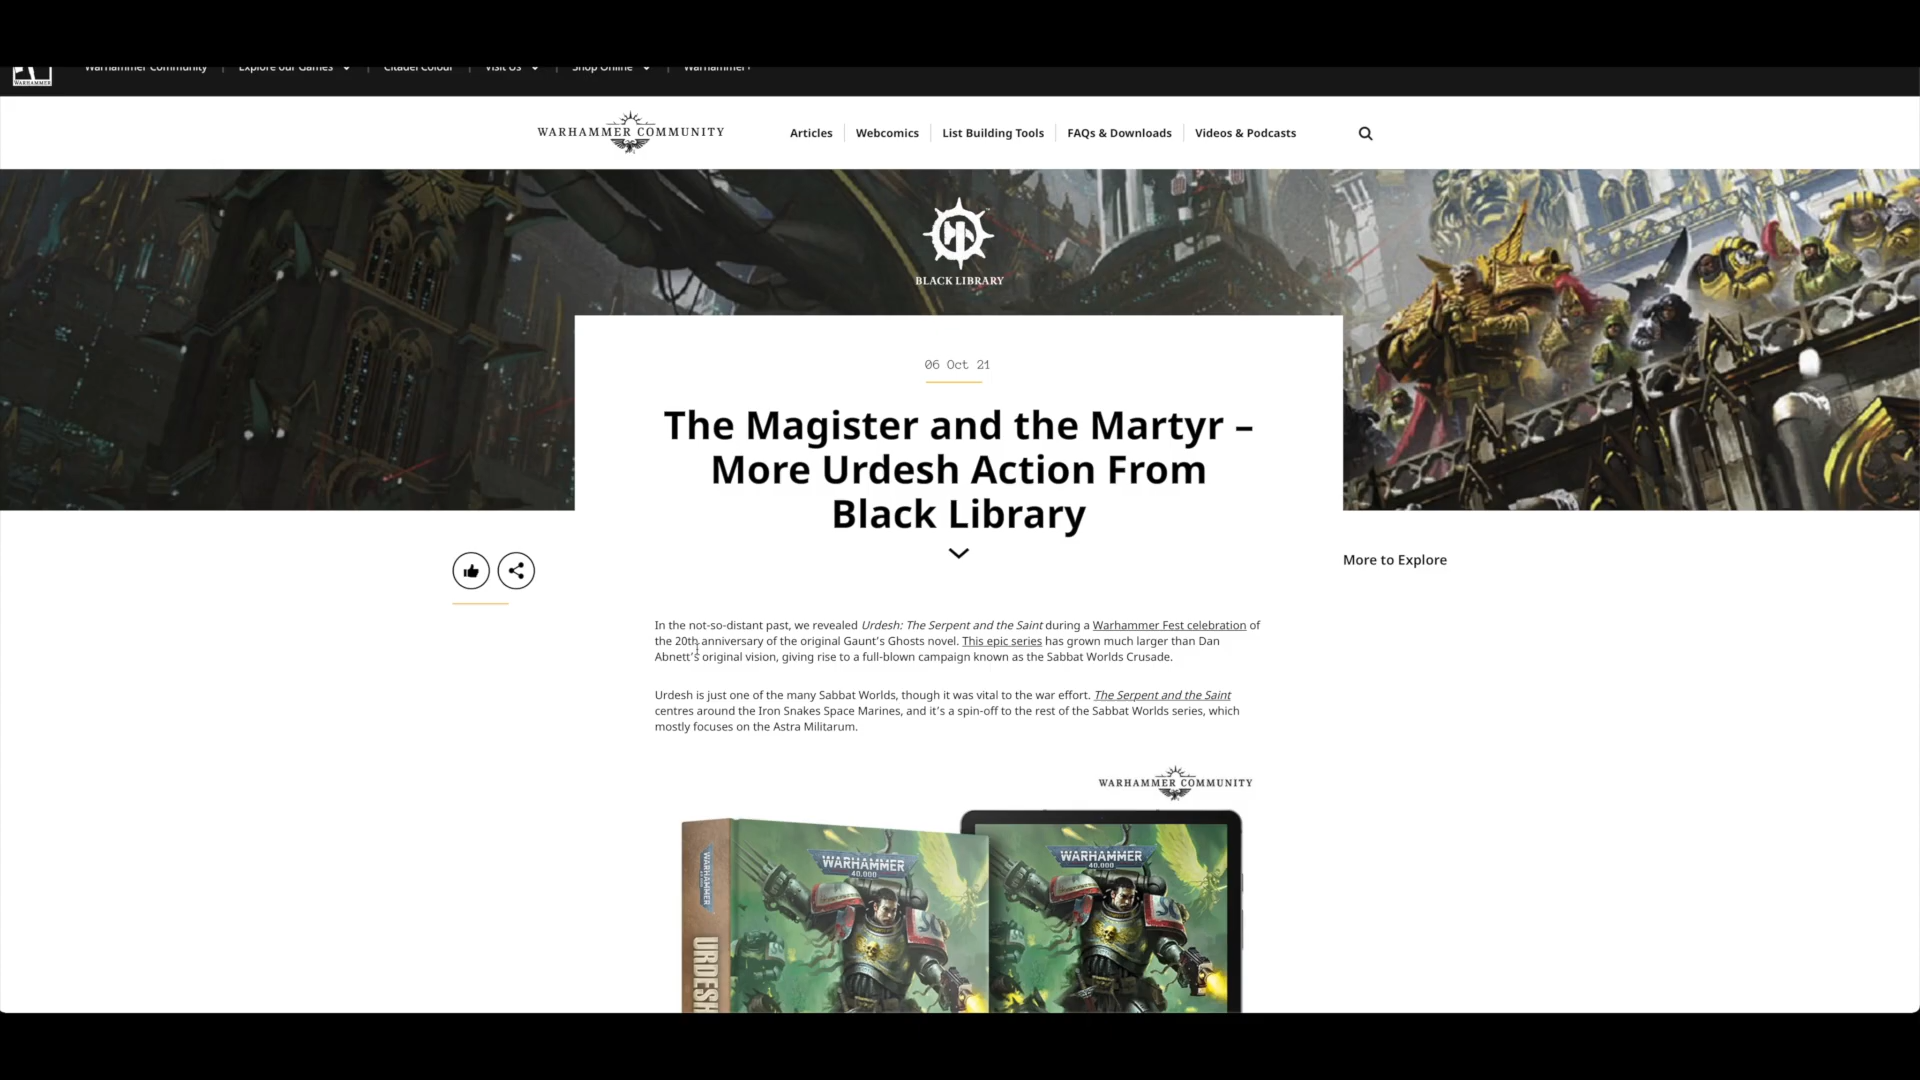 WARHAMMER
Warhammer Community
Explore our Games
Citadel Colour
Visit Us
Shop Online
Warhammer+
WARHAMMER COMMUNITY
Articles
Webcomics
List Building Tools
FAQs & Downloads
Videos & Podcasts
BLACK LIBRARY
06 Oct 21
The Magister and the Martyr –
More Urdesh Action From
Black Library
More to Explore
In the not-so-distant past, we revealed Urdesh: The Serpent and the Saint during a Warhammer Fest celebration of
the 20th anniversary of the original Gaunt's Ghosts novel. This epic series has grown much larger than Dan
Abnett's original vision, giving rise to a full-blown campaign known as the Sabbat Worlds Crusade.
Urdesh is just one of the many Sabbat Worlds, though it was vital to the war effort. The Serpent and the Saint
centres around the Iron Snakes Space Marines, and it's a spin-off to the rest of the Sabbat Worlds series, which
mostly focuses on the Astra Militarum.
WARHAMMER COMMUNITY
WARHAMMER
40,000
WARHAMMER
40,000
WARHAMMER
URDESH